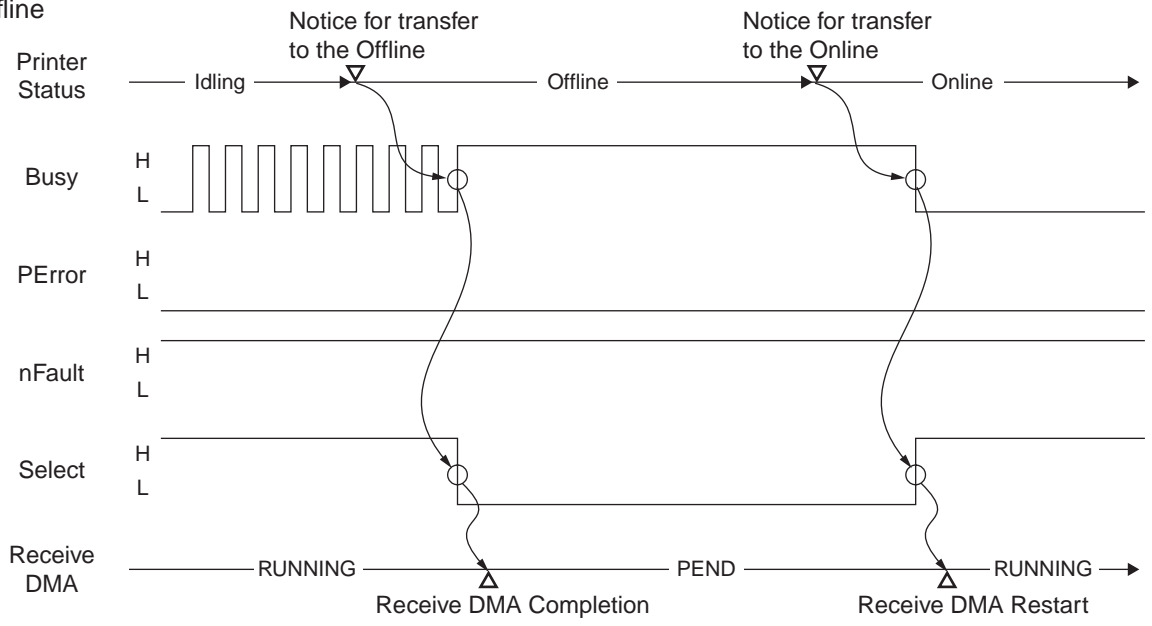 fline
Notice for transfer
to the Offline
Notice for transfer
to the Online
Printer
Status
Idling
Offline
Online
Busy
H
L
PError
H
L
nFault
H
L
Select
H
L
Receive
DMA
RUNNING
PEND
RUNNING
Receive DMA Completion
Receive DMA Restart